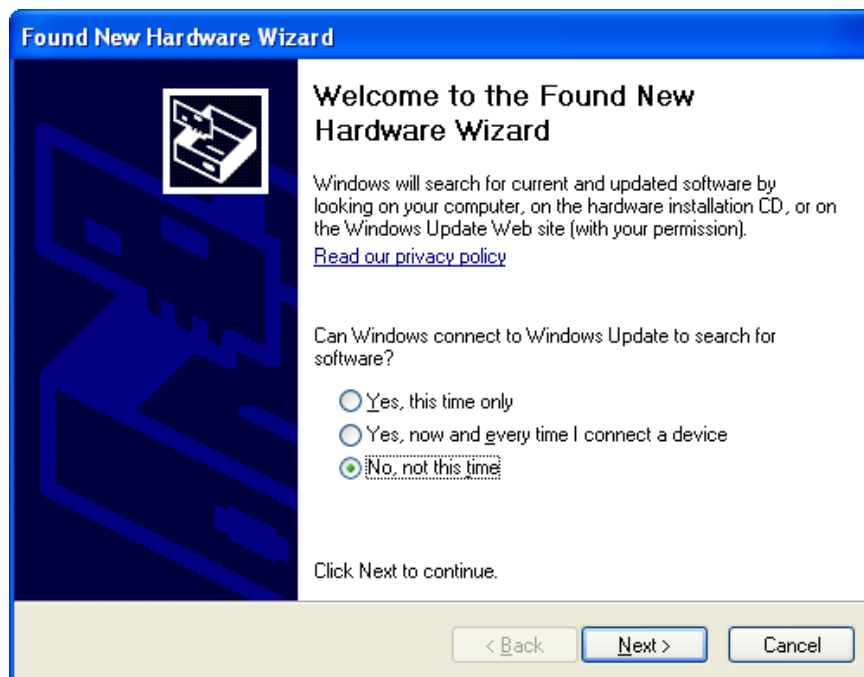 Found New Hardware Wizard
Welcome to the Found New
Hardware Wizard
Windows will search for current and updated software by
looking on your computer, on the hardware installation CD, or on
the Windows Update Web site (with your permission).
Read our privacy policy
Can Windows connect to Windows Update to search for
software?
Yes, this time only
Yes, now and every time I connect a device
No, not this time
Click Next to continue.
< Back
Next >
Cancel